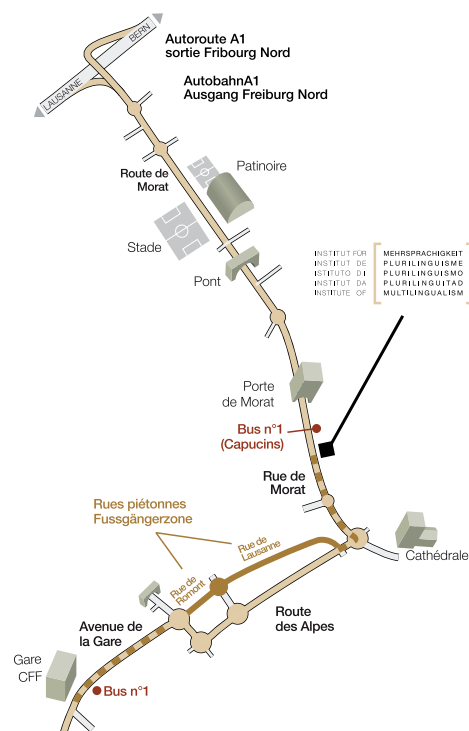 Autoroute A1
sortie Fribourg Nord
BERN
LAUSANNE
AutobahnA1
Ausgang Freiburg Nord
Route de
Morat
Patinoire
Stade
Pont
INSTITUT FÜR MEHRSPRACHIGKEIT
INSTITUT DE PLURILINGUISME
ISTITUTO DI PLURILINGUISMO
INSTITUT DA PLURILINGUITAD
INSTITUTE OF MULTILINGUALISM
Porte
de Morat
Bus n°1
(Capucins)
Rue de
Morat
Rues piétonnes
Fussgängerzone
Rue de
Lausanne
Cathédrale
Rue de
Romont
Avenue de
la Gare
Route
des Alpes
Gare
CFF
Bus n°1